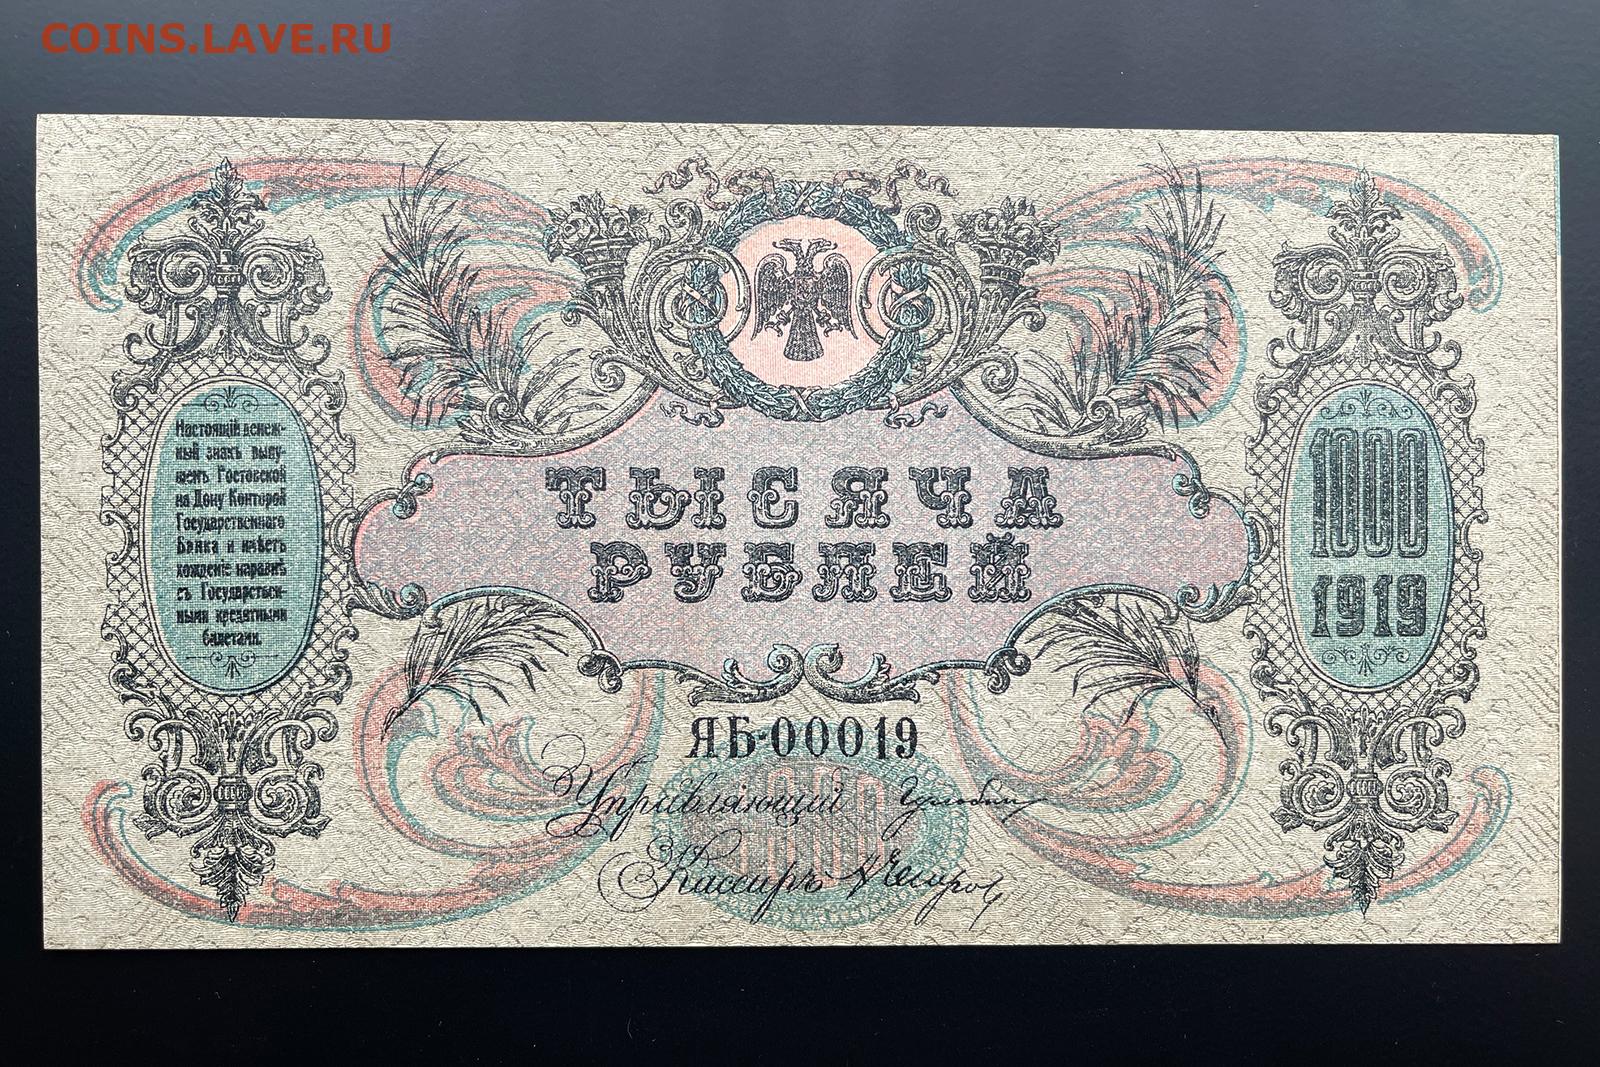 COINS.LAVE.RU
Настоящій денеж-
ный знакъ выпу-
щенъ Ростовской
на Дону Конторой
Государственнаго
Банка и имѣетъ
хожденіе наравнѣ
съ Государствен-
ными кредитными
билетами.
ТЫСЯЧА
РУБЛЕЙ
1000
1919
ЯБ-00019
Управляющій
1000
Кассиръ